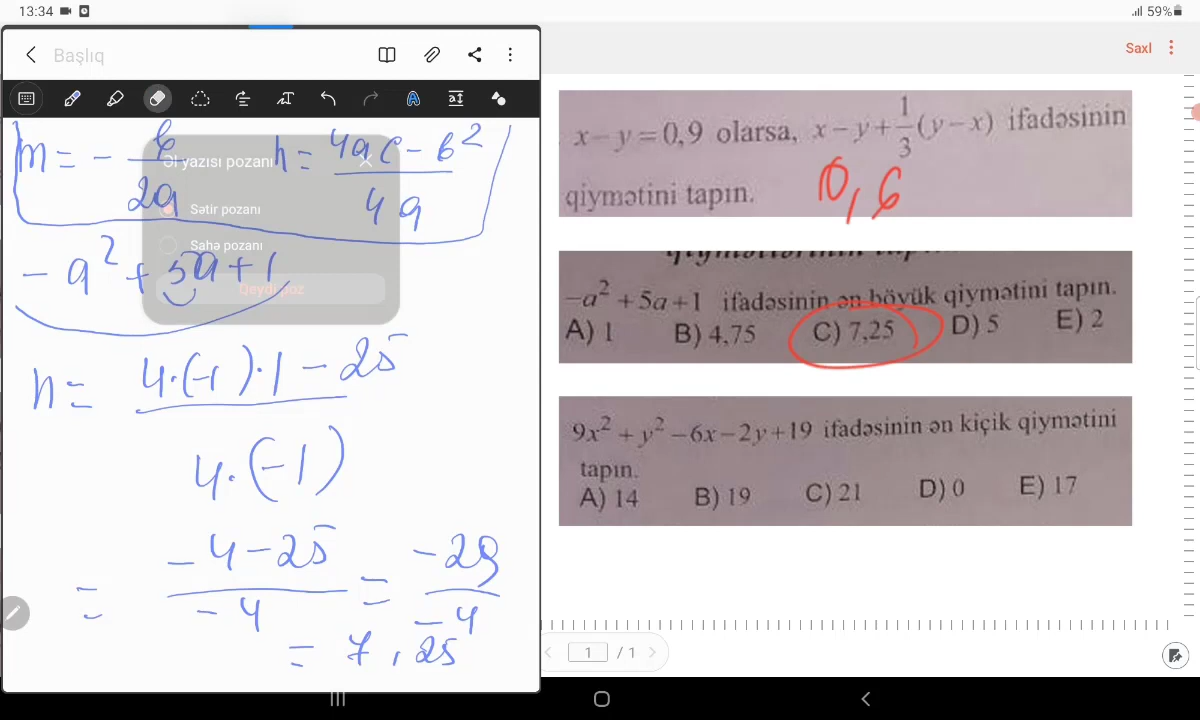 13:34
59%
Başlıq
Saxl
m = - b/2a n = 4ac - b²/4a
Əl yazısı pozanı
Sətir pozanı
Sahə pozanı
Qeydi poz
- a² + 5a + 1
n = 4·(-1)·1 - 25 / 4·(-1)
= -4-25/-4 = -29/-4
= 7,25
x-y=0,9 olarsa, x-y+1/3(y-x) ifadəsinin
qiymətini tapın. 0,6
-a²+5a+1 ifadəsinin ən böyük qiymətini tapın.
A) 1 B) 4,75 C) 7,25 D) 5 E) 2
9x²+y²-6x-2y+19 ifadəsinin ən kiçik qiymətini
tapın.
A) 14 B) 19 C) 21 D) 0 E) 17
1 / 1